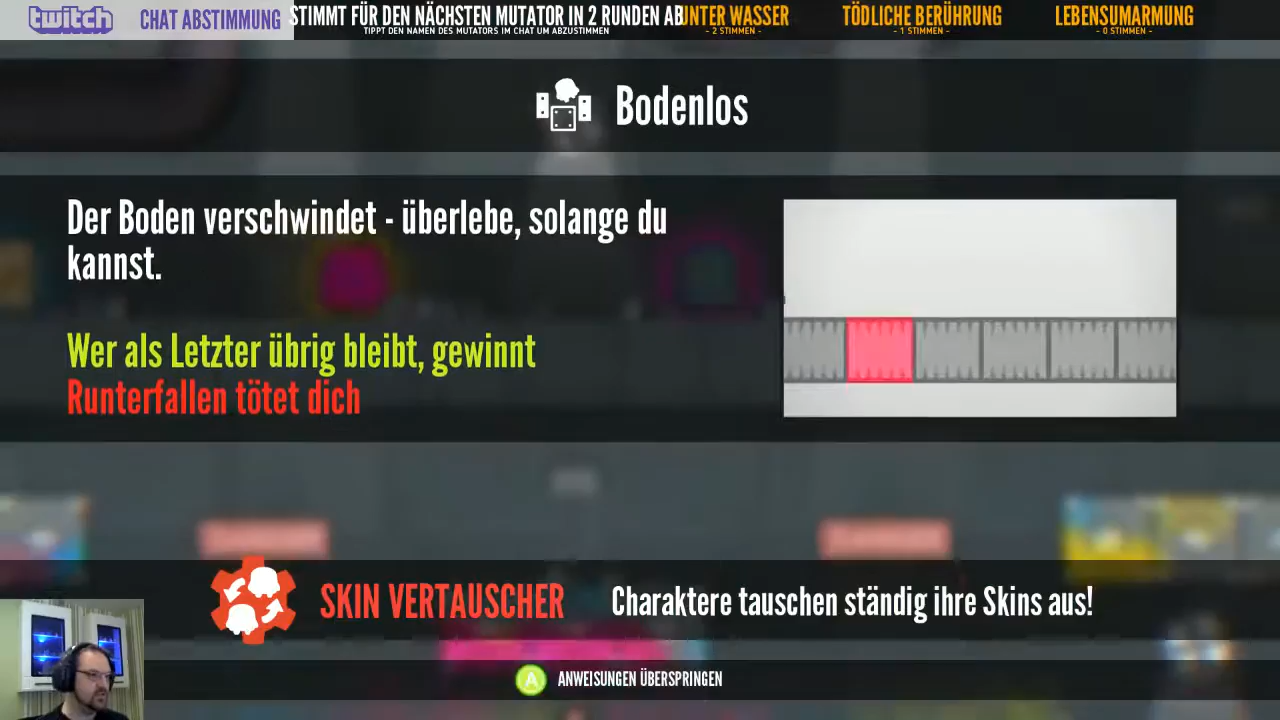 twitch CHAT ABSTIMMUNG STIMMT FÜR DEN NÄCHSTEN MUTATOR IN 2 RUNDEN AB UNTER WASSER TÖDLICHE BERÜHRUNG LEBENSUMARMUNG
TIPPT DEN NAMEN DES MUTATORS IM CHAT UM ABZUSTIMMEN - 2 STIMMEN - - 1 STIMMEN - - 0 STIMMEN -
Bodenlos
Der Boden verschwindet - überlebe, solange du
kannst.
Wer als Letzter übrig bleibt, gewinnt
Runterfallen tötet dich
SKIN VERTAUSCHER Charaktere tauschen ständig ihre Skins aus!
A ANWEISUNGEN ÜBERSPRINGEN